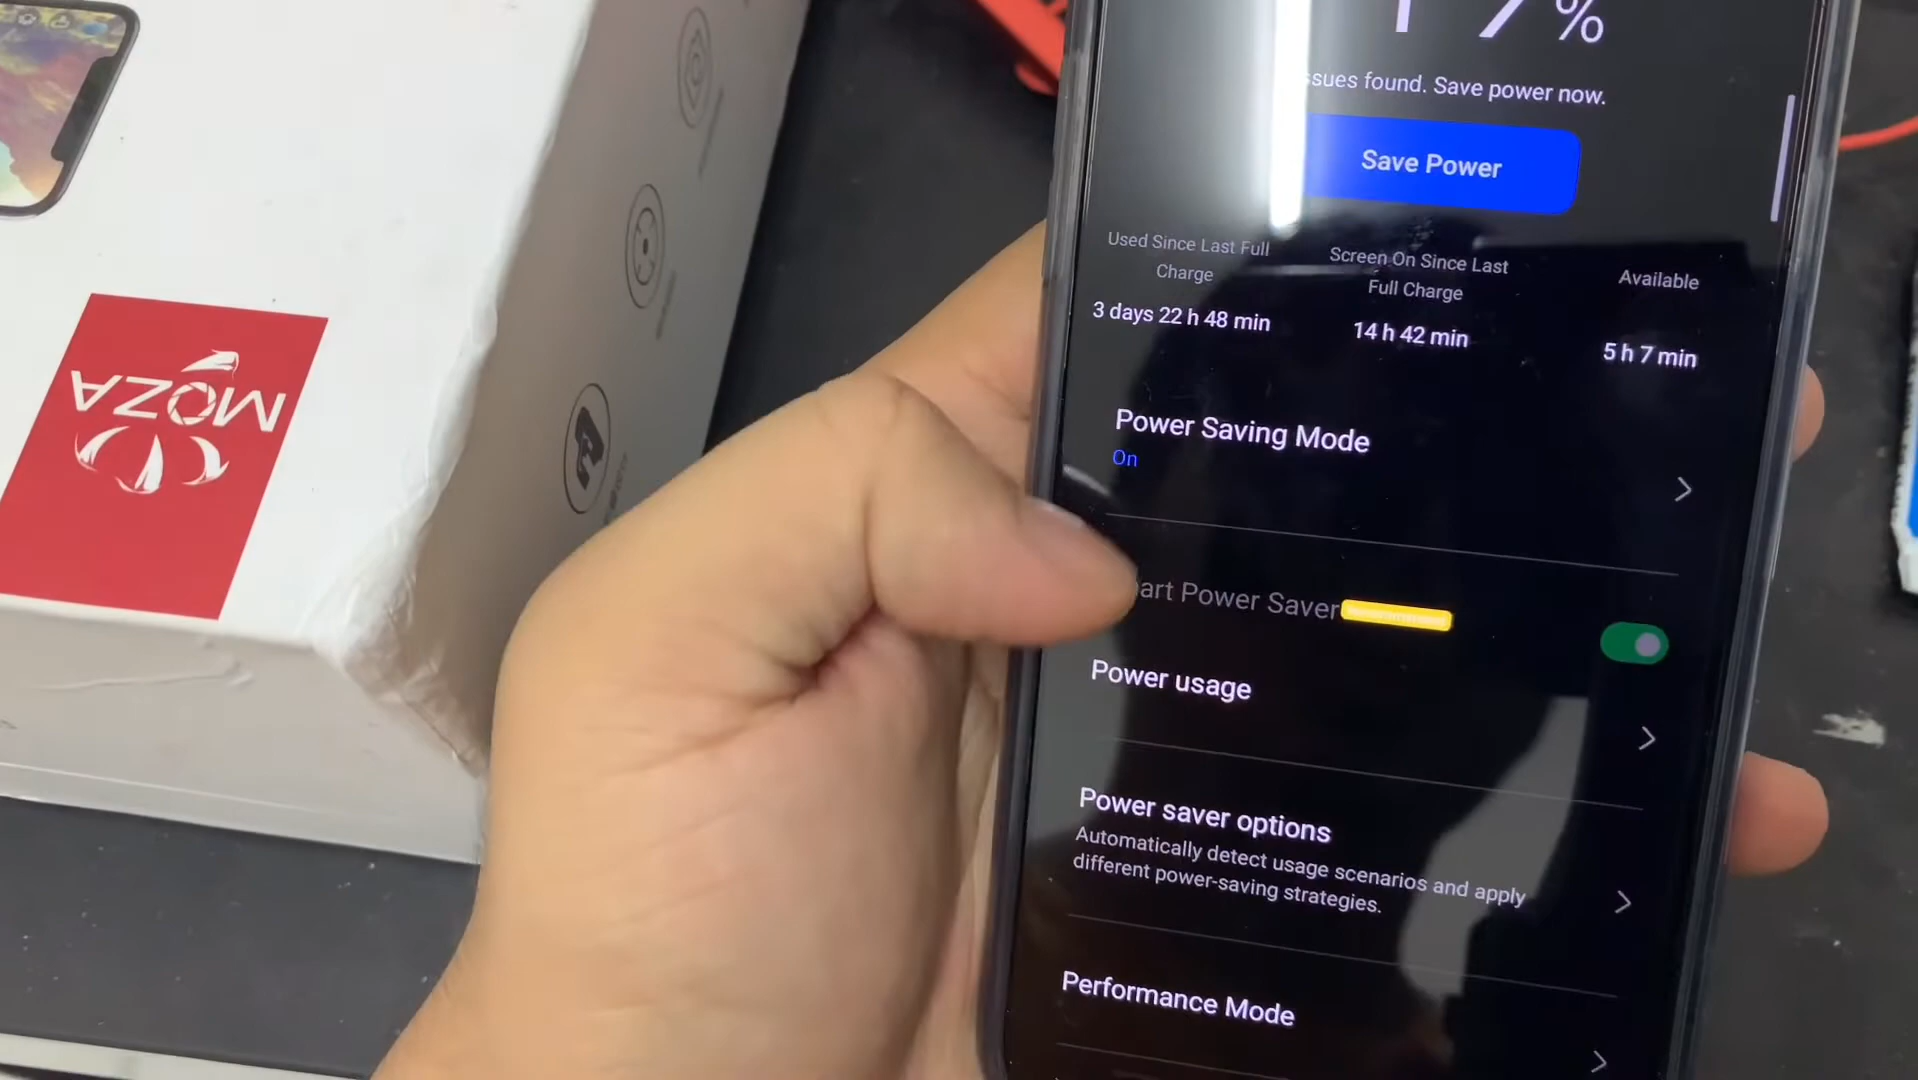 MOZA
17%
ssues found. Save power now.
Save Power
Used Since Last Full
Charge
3 days 22 h 48 min
Screen On Since Last
Full Charge
14 h 42 min
Available
5 h 7 min
Power Saving Mode
On
art Power Saver
Power usage
Power saver options
Automatically detect usage scenarios and apply
different power-saving strategies.
Performance Mode